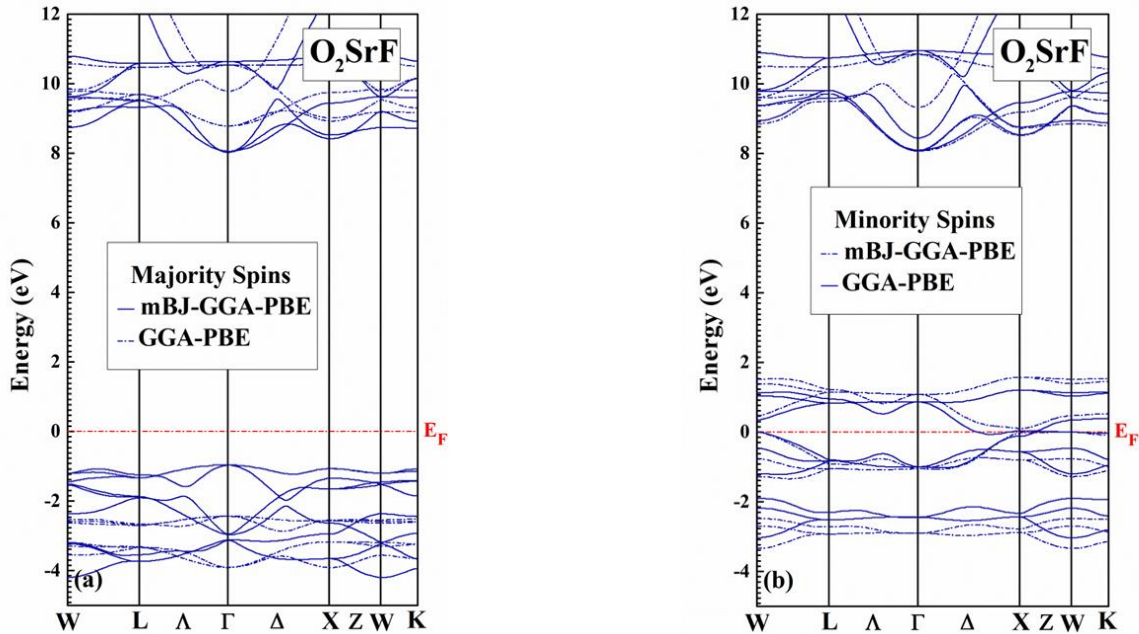 12
10
8
6
4
2
0
-2
-4
Energy (eV)
O₂SrF
Majority Spins
mBJ-GGA-PBE
GGA-PBE
E_F
(a)
W L Λ Γ Δ X Z W K
12
10
8
6
4
2
0
-2
-4
Energy (eV)
O₂SrF
Minority Spins
mBJ-GGA-PBE
GGA-PBE
E_F
(b)
W L Λ Γ Δ X Z W K